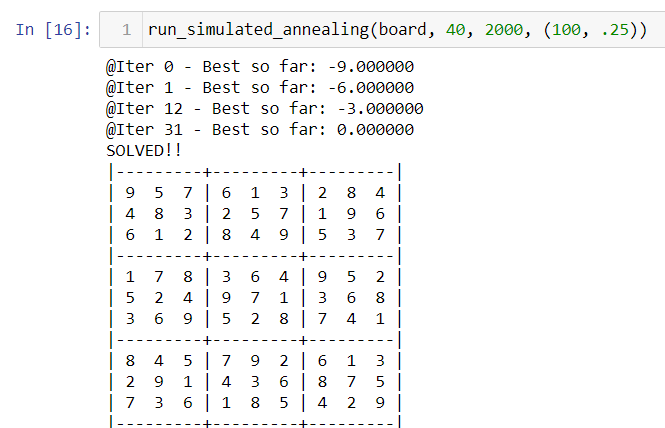 In [16]: 1 run_simulated_annealing(board, 40, 2000, (100, .25))
@Iter 0 - Best so far: -9.000000
@Iter 1 - Best so far: -6.000000
@Iter 12 - Best so far: -3.000000
@Iter 31 - Best so far: 0.000000
SOLVED!!
|---------+---------+---------|
| 9 5 7 | 6 1 3 | 2 8 4 |
| 4 8 3 | 2 5 7 | 1 9 6 |
| 6 1 2 | 8 4 9 | 5 3 7 |
|---------+---------+---------|
| 1 7 8 | 3 6 4 | 9 5 2 |
| 5 2 4 | 9 7 1 | 3 6 8 |
| 3 6 9 | 5 2 8 | 7 4 1 |
|---------+---------+---------|
| 8 4 5 | 7 9 2 | 6 1 3 |
| 2 9 1 | 4 3 6 | 8 7 5 |
| 7 3 6 | 1 8 5 | 4 2 9 |
|---------+---------+---------|